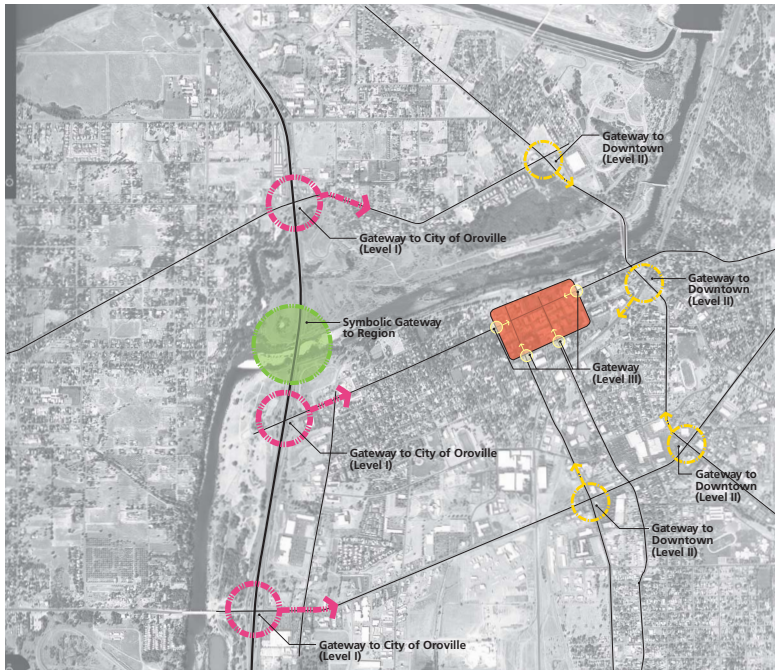 Gateway to
Downtown
(Level II)
Gateway to City of Oroville
(Level I)
Gateway to
Downtown
(Level II)
Symbolic Gateway
to Region
Gateway
(Level III)
Gateway to City of Oroville
(Level I)
Gateway to
Downtown
(Level II)
Gateway to
Downtown
(Level II)
Gateway to City of Oroville
(Level I)